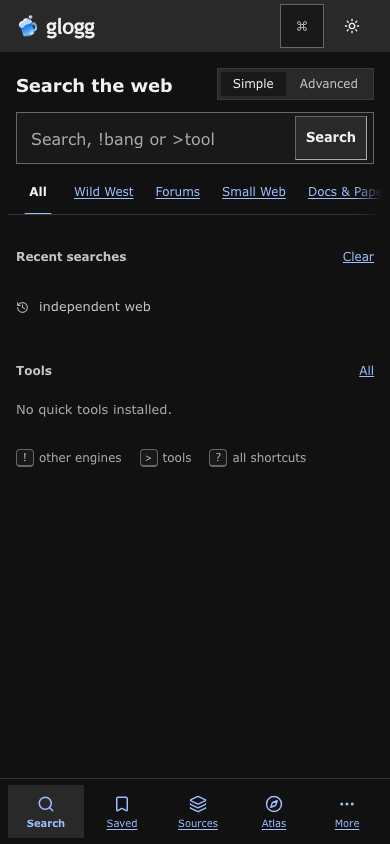 glogg
⌘
Search the web
Simple
Advanced
Search, !bang or >tool
Search
All
Wild West
Forums
Small Web
Docs & Pape
Recent searches
Clear
independent web
Tools
All
No quick tools installed.
! other engines
> tools
? all shortcuts
Search
Saved
Sources
Atlas
More